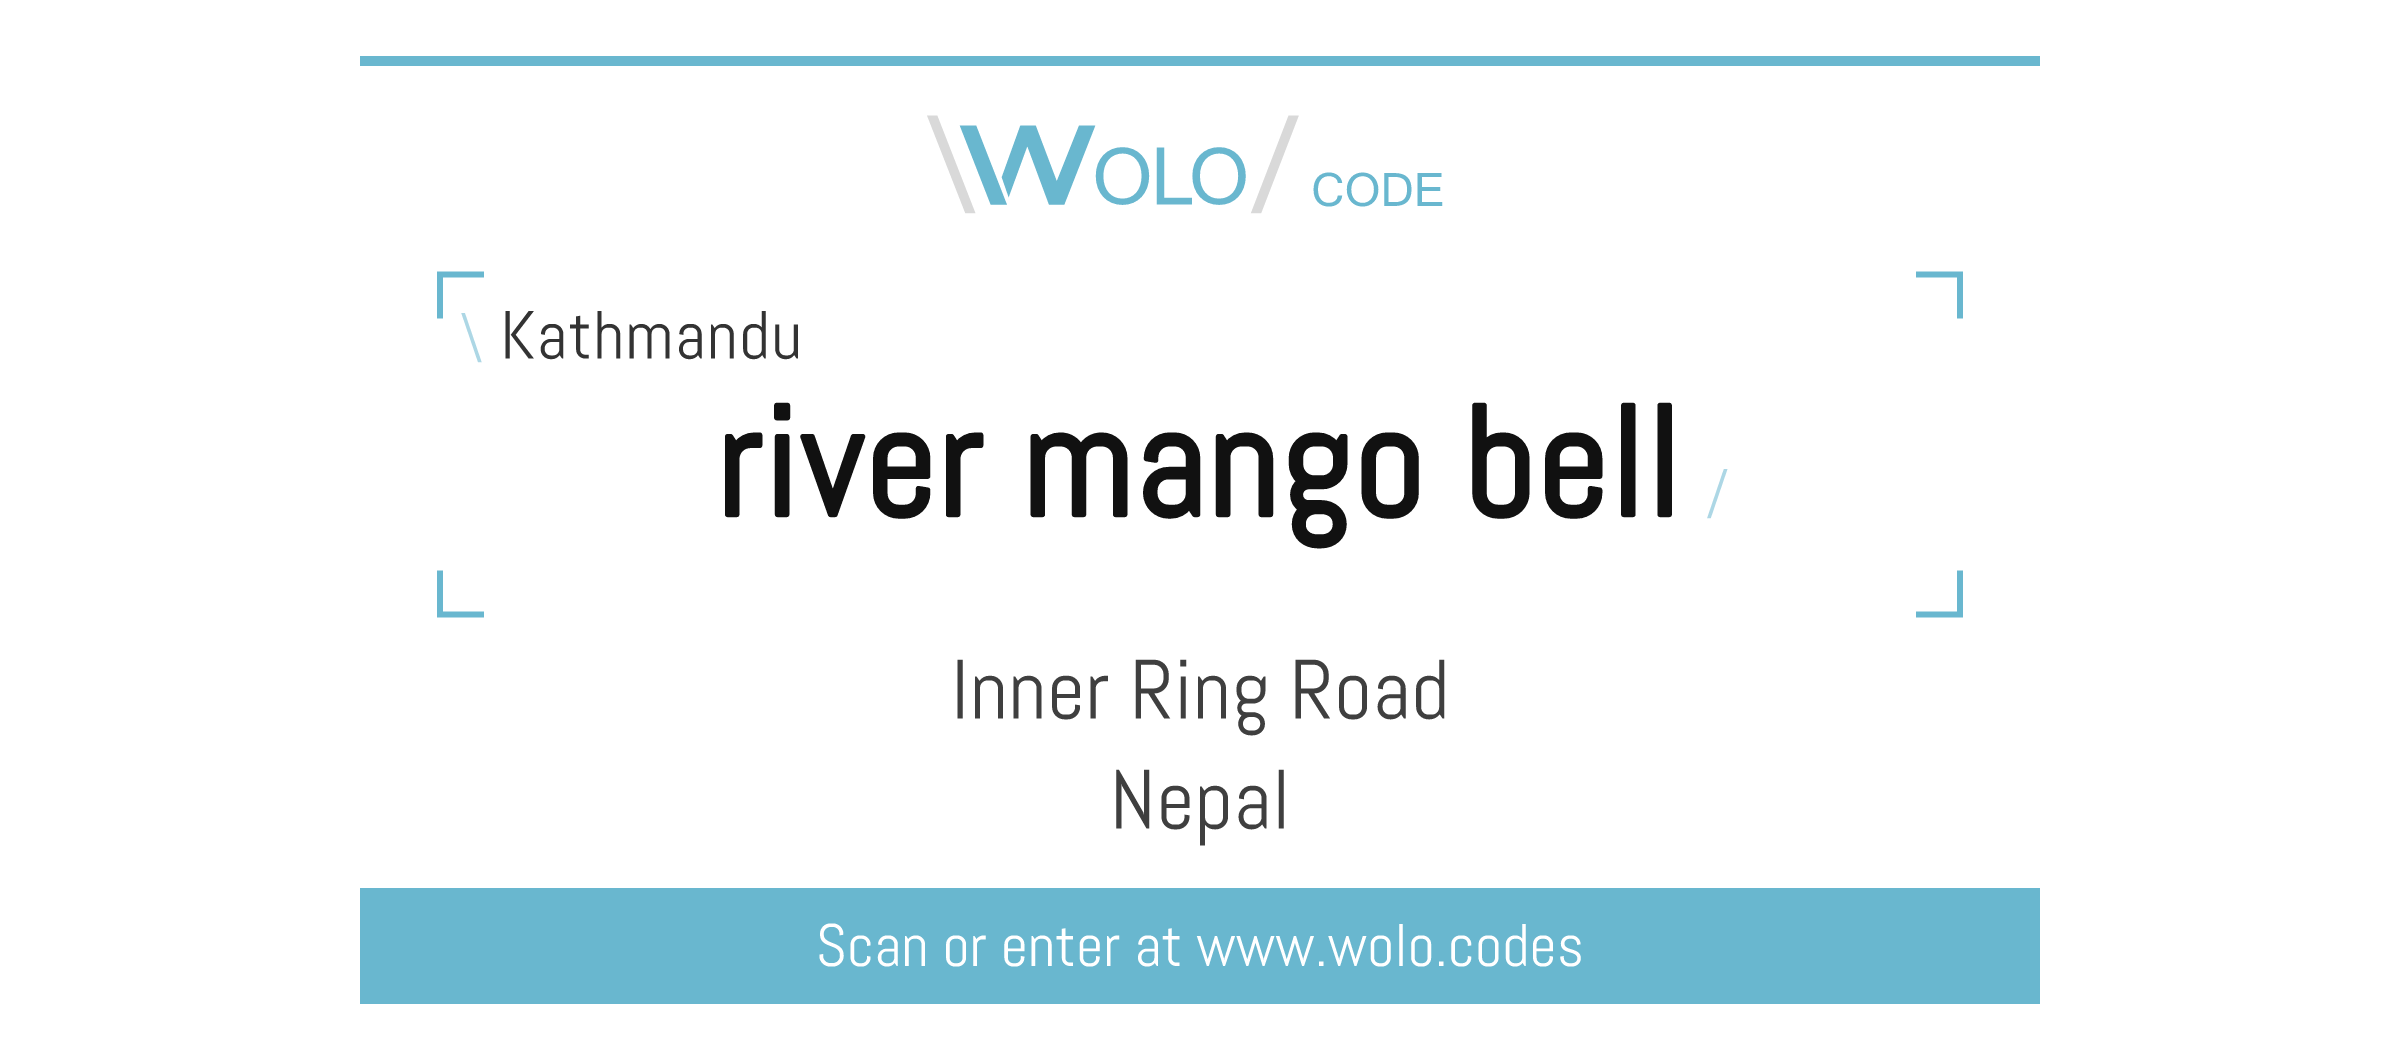 \WOLO/ CODE
\ Kathmandu
river mango bell /
Inner Ring Road
Nepal
Scan or enter at www.wolo.codes